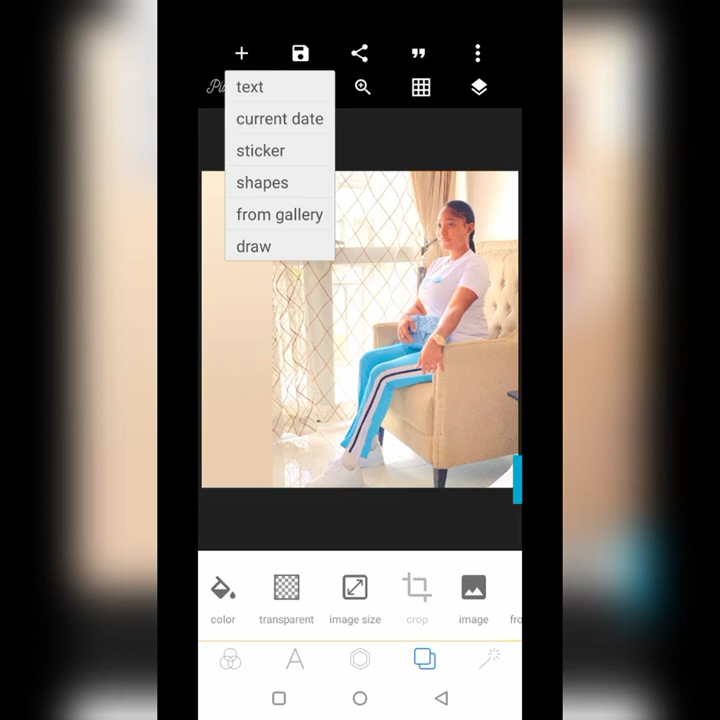 text
current date
sticker
shapes
from gallery
draw
color
transparent
image size
crop
image